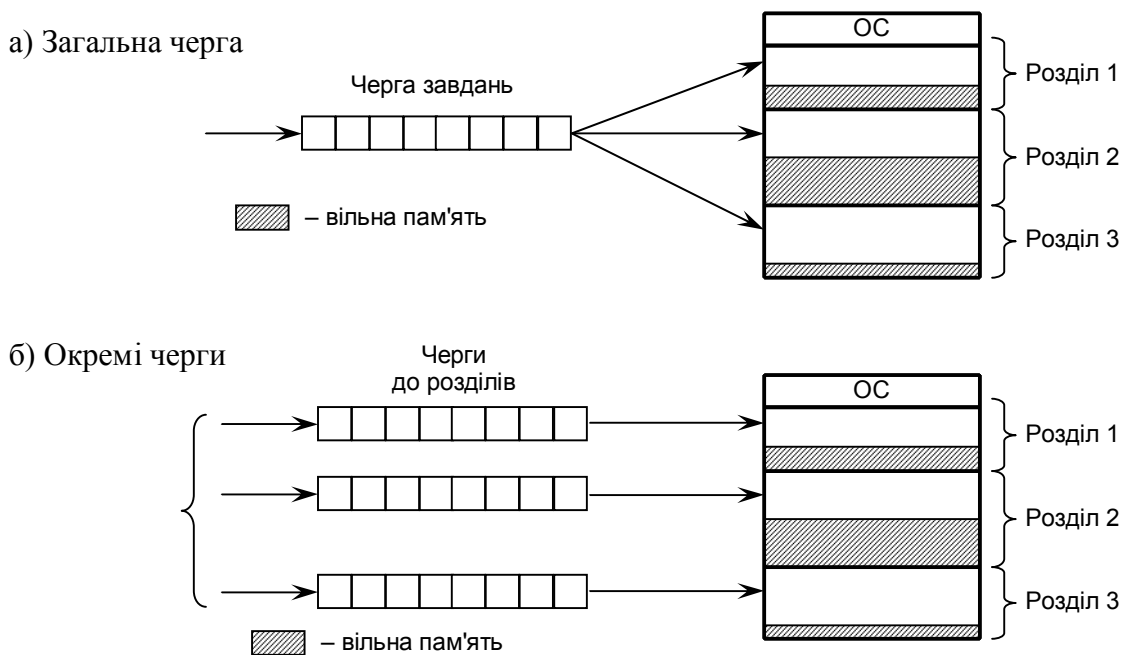 а) Загальна черга
ОС
Черга завдань
Розділ 1
Розділ 2
– вільна пам'ять
Розділ 3
б) Окремі черги
Черги
до розділів
ОС
Розділ 1
Розділ 2
Розділ 3
– вільна пам'ять